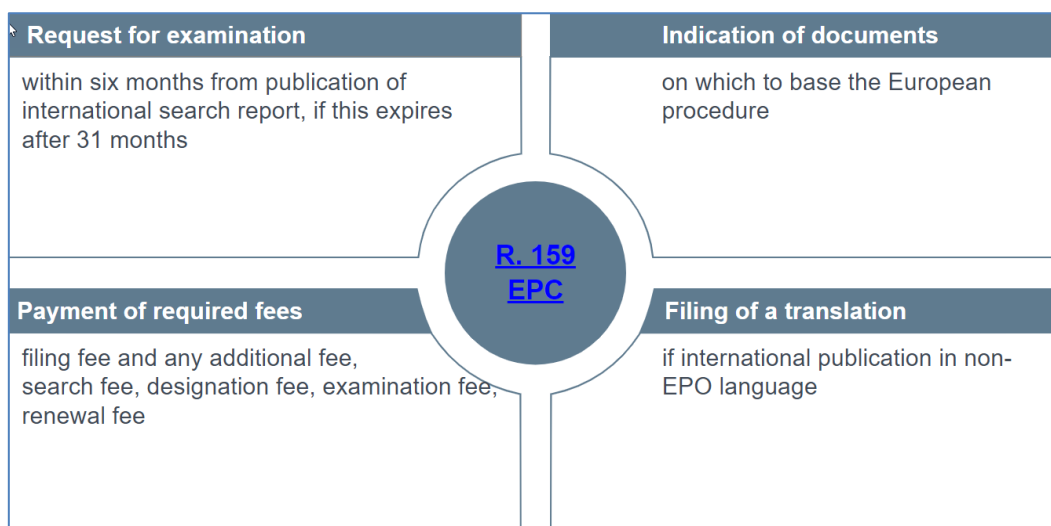 Request for examination
within six months from publication of
international search report, if this expires
after 31 months
Indication of documents
on which to base the European
procedure
R. 159
EPC
Payment of required fees
filing fee and any additional fee,
search fee, designation fee, examination fee,
renewal fee
Filing of a translation
if international publication in non-
EPO language